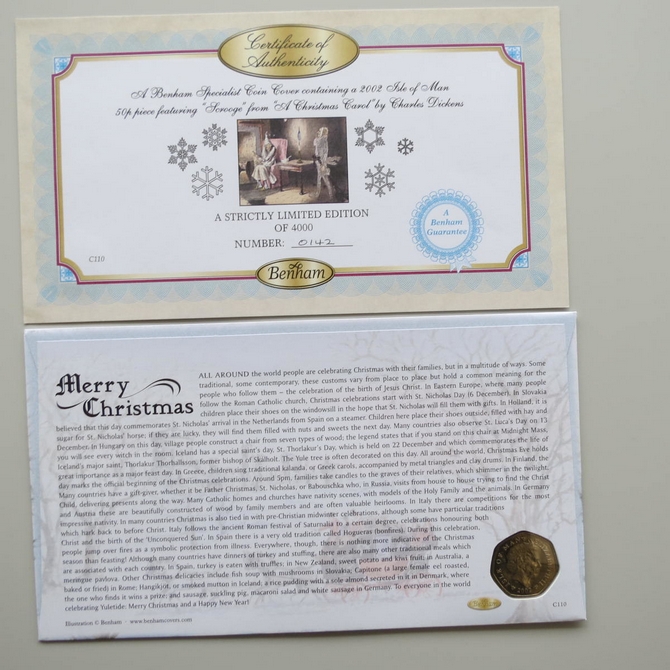 Certificate of
Authenticity
A Benham Specialist Coin Cover containing a 2002 Isle of Man
50p piece featuring "Scrooge" from "A Christmas Carol" by Charles Dickens
A STRICTLY LIMITED EDITION
OF 4000
NUMBER: 0142
A
Benham
Guarantee
C110
Benham
Merry
Christmas
ALL AROUND the world people are celebrating Christmas with their families, but in a multitude of ways. Some
traditional, some contemporary, these customs vary from place to place but hold a common meaning for the
people who follow them – the celebration of the birth of Jesus Christ. In Eastern Europe, where many people
follow the Roman Catholic church, Christmas celebrations start with St. Nicholas Day (6 December). In Slovakia
children place their shoes on the windowsill in the hope that St. Nicholas will fill them with gifts. In Holland, it is
believed that this day commemorates St. Nicholas' arrival in the Netherlands from Spain on a steamer. Children here place their shoes outside, filled with hay and
sugar for St. Nicholas' horse; if they are lucky, they will find them filled with nuts and sweets the next day. Many countries also observe St. Luca's Day on 13
December. In Hungary on this day, village people construct a chair from seven types of wood; the legend states that if you stand on this chair at Midnight Mass,
you will see every witch in the room. Iceland has a special saint's day, St. Thorlakur's Day, which is held on 22 December and which commemorates the life of
Iceland's major saint, Thorlakur Thorhallsson, former bishop of Skálholt. The Yule tree is often decorated on this day. All around the world, Christmas Eve holds
great importance as a major feast day. In Greece, children sing traditional kalanda, or Greek carols, accompanied by metal triangles and clay drums. In Finland, the
day marks the official beginning of the Christmas celebrations. Around 5pm, families take candles to the graves of their relatives, which shimmer in the twilight.
Many countries have a gift-giver, whether it be Father Christmas, St. Nicholas, or Babouschka who, in Russia, visits from house to house trying to find the Christ
Child, delivering presents along the way. Many Catholic homes and churches have nativity scenes, with models of the Holy Family and the animals. In Germany
and Austria these are beautifully constructed of wood by family members and are often valuable heirlooms. In Italy there are competitions for the most
impressive nativity. In many countries Christmas is also tied in with pre-Christian midwinter celebrations, although some have particular traditions
which hark back to before Christ. Italy follows the ancient Roman festival of Saturnalia to a certain degree, celebrations honouring both
Christ and the birth of the 'Unconquered Sun'. In Spain there is a very old tradition called Hogueras (bonfires). During this celebration,
people jump over fires as a symbolic protection from illness. Everywhere, though, there is nothing more indicative of the Christmas
season than feasting! Although many countries have dinners of turkey and stuffing, there are also many other traditional meals which
are associated with each country. In Spain, turkey is eaten with truffles; in New Zealand, sweet potato and kiwi fruit; in Australia, a
meringue pavlova. Other Christmas delicacies include fish soup with mushrooms in Slovakia; Capitone (a large female eel roasted,
baked or fried) in Rome; Hangikjöt, or smoked mutton in Iceland; a rice pudding with a sole almond secreted in it in Denmark, where
the one who finds it wins a prize; and sausage, suckling pig, macaroni salad and white sausage in Germany. To everyone in the world
celebrating Yuletide; Merry Christmas and a Happy New Year!
Illustration © Benham · www.benhamcovers.com
Benham
C110